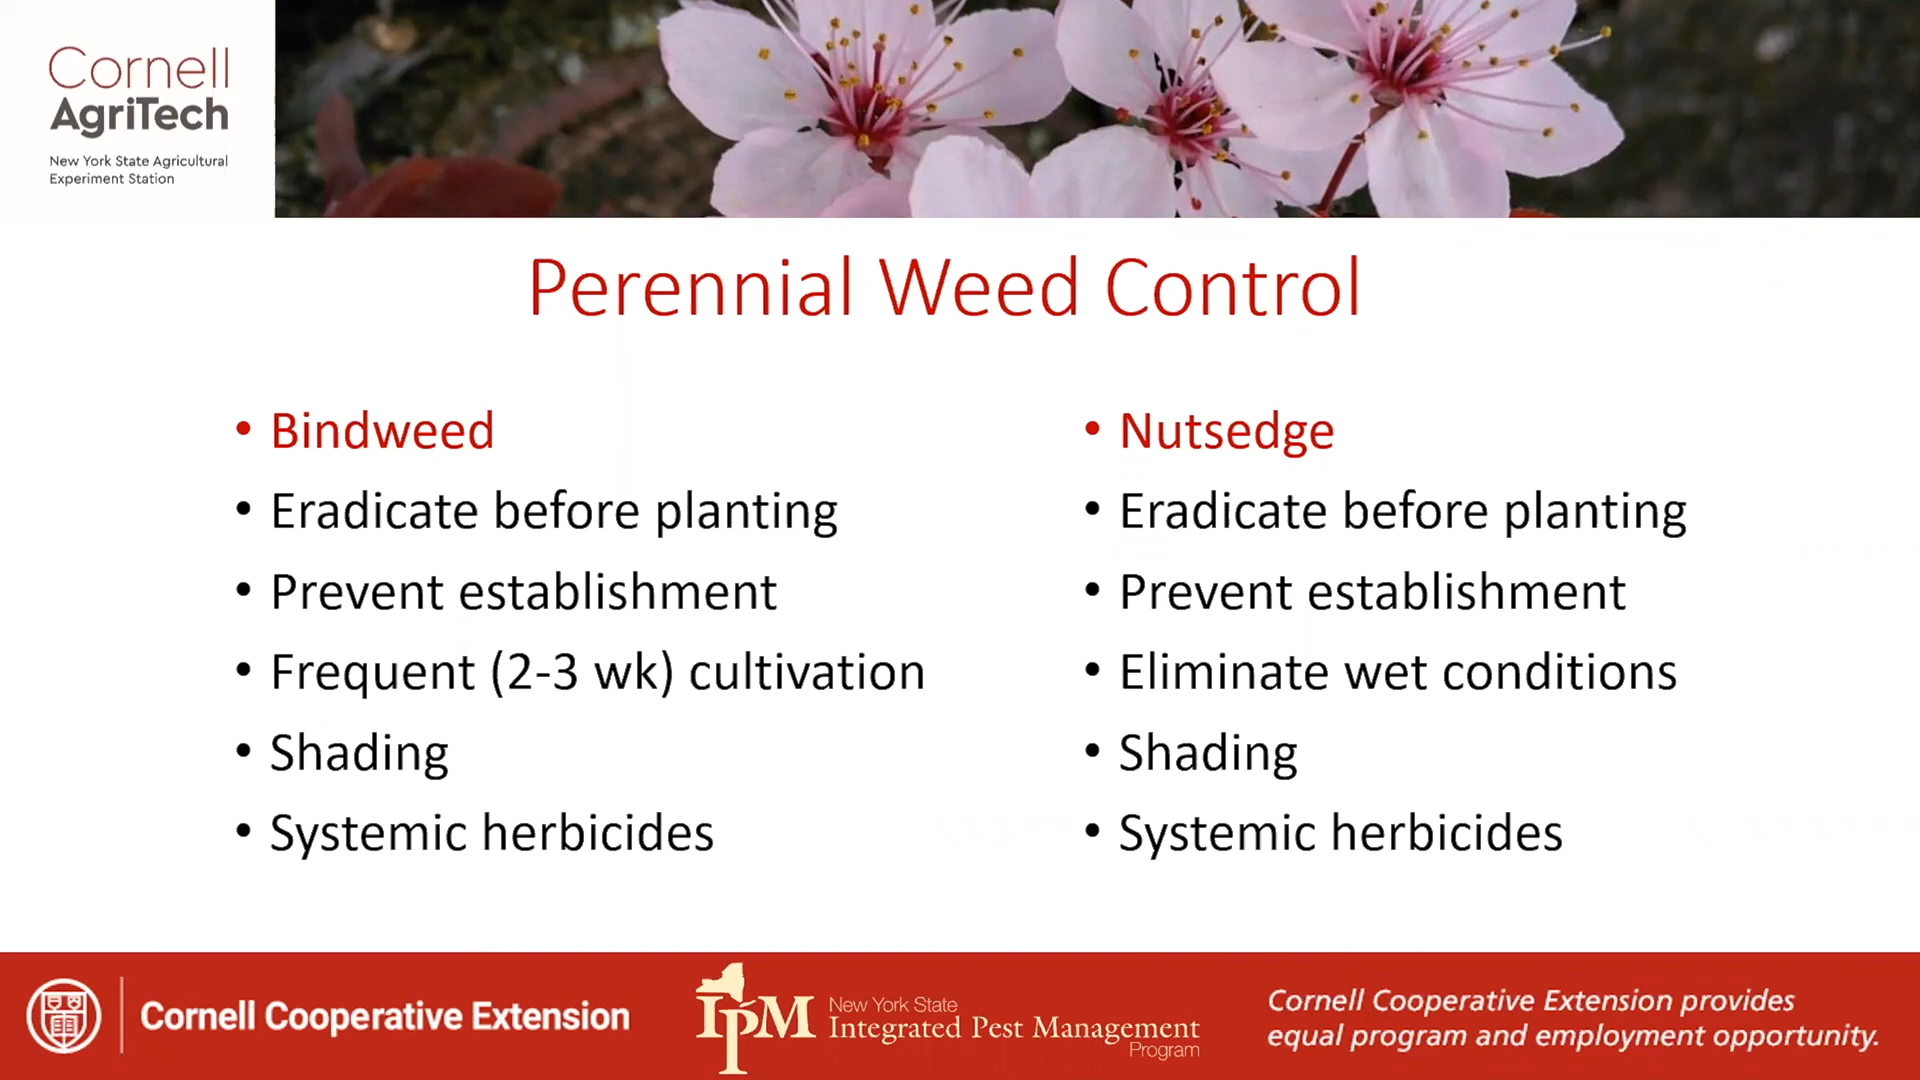 Cornell
AgriTech
New York State Agricultural
Experiment Station
Perennial Weed Control
• Bindweed
• Eradicate before planting
• Prevent establishment
• Frequent (2-3 wk) cultivation
• Shading
• Systemic herbicides
• Nutsedge
• Eradicate before planting
• Prevent establishment
• Eliminate wet conditions
• Shading
• Systemic herbicides
Cornell Cooperative Extension
IPM
New York State
Integrated Pest Management
Program
Cornell Cooperative Extension provides
equal program and employment opportunity.